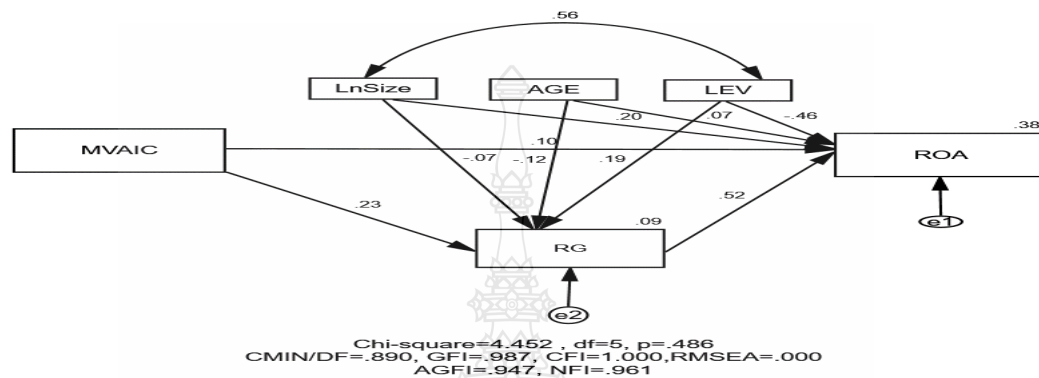 .56
LnSize
AGE
LEV
.20
.07
-.46
.38
MVAIC
.10
ROA
-.07
-.12
.19
.23
.52
.09
RG
e1
e2
Chi-square=4.452 , df=5, p=.486
CMIN/DF=.890, GFI=.987, CFI=1.000,RMSEA=.000
AGFI=.947, NFI=.961